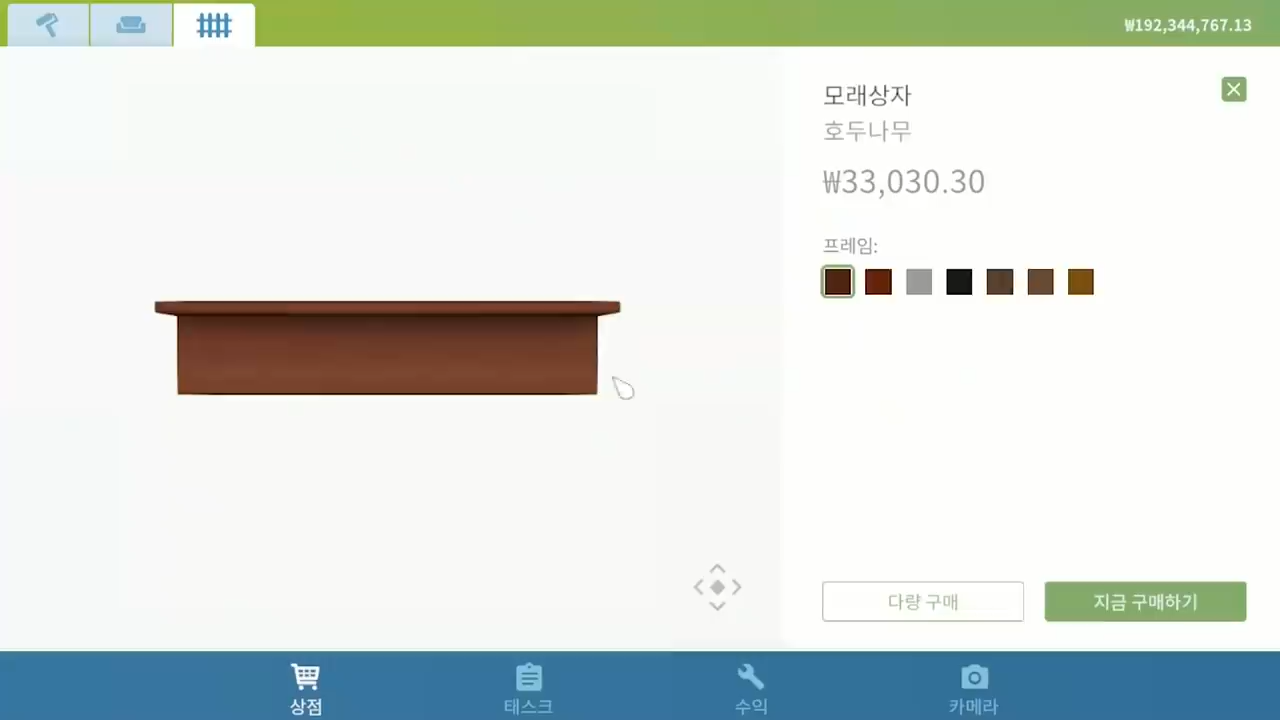 ₩192,344,767.13
모래상자
호두나무
₩33,030.30
프레임:
다량 구매
지금 구매하기
상점
태스크
수익
카메라